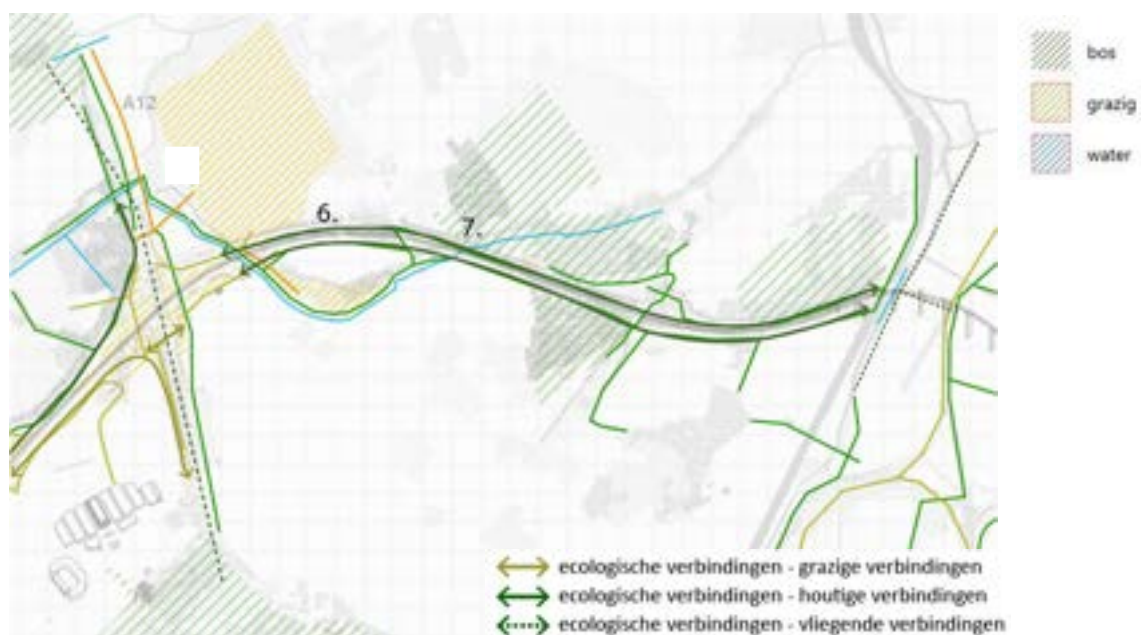 bos
A12
grazig
water
6.
7.
ecologische verbindingen - grazige verbindingen
ecologische verbindingen - houtige verbindingen
ecologische verbindingen - vliegende verbindingen